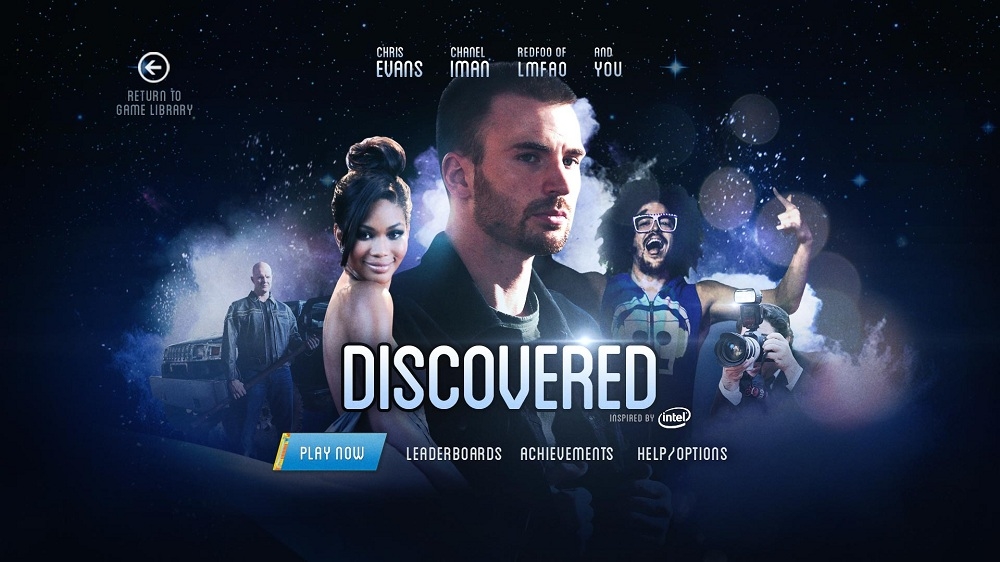 CHRIS
EVANS
CHANEL
IMAN
REDFOO OF
LMFAO
AND
YOU
RETURN TO
GAME LIBRARY
DISCOVERED
INSPIRED BY intel
PLAY NOW
LEADERBOARDS
ACHIEVEMENTS
HELP/OPTIONS